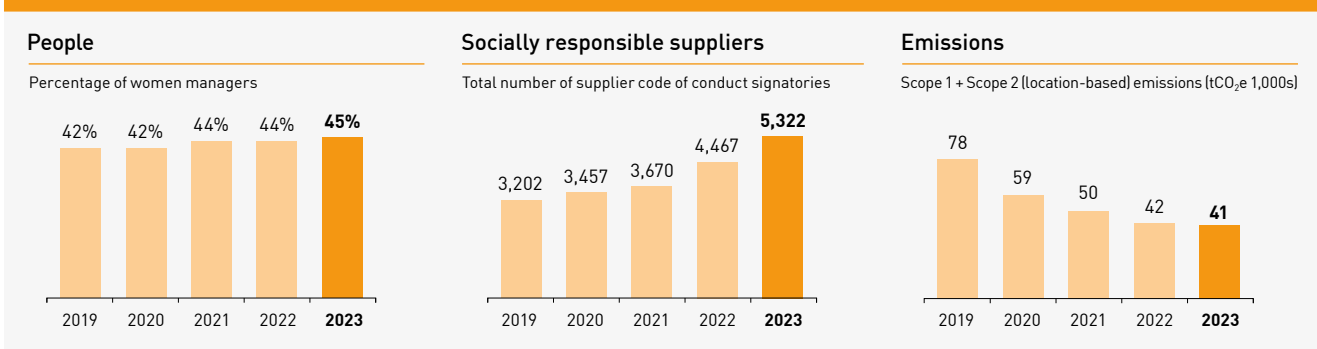 People
Percentage of women managers
42% 42% 44% 44% 45%
2019 2020 2021 2022 2023
Socially responsible suppliers
Total number of supplier code of conduct signatories
3,202 3,457 3,670 4,467 5,322
2019 2020 2021 2022 2023
Emissions
Scope 1 + Scope 2 (location-based) emissions (tCO₂e 1,000s)
78 59 50 42 41
2019 2020 2021 2022 2023